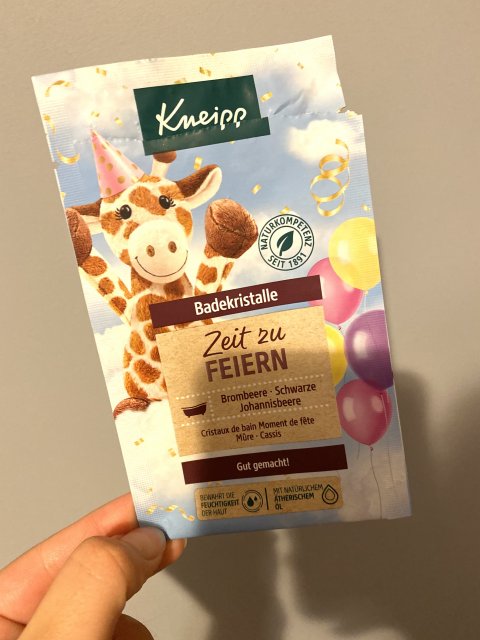 Kneipp
NATURKOMPETENZ
SEIT 1891
Badekristalle
Zeit zu
FEIERN
Brombeere · Schwarze
Johannisbeere
Cristaux de bain Moment de fête
Mûre · Cassis
Gut gemacht!
BEWAHRT DIE
FEUCHTIGKEIT
DER HAUT
MIT NATÜRLICHEM
ÄTHERISCHEM
ÖL